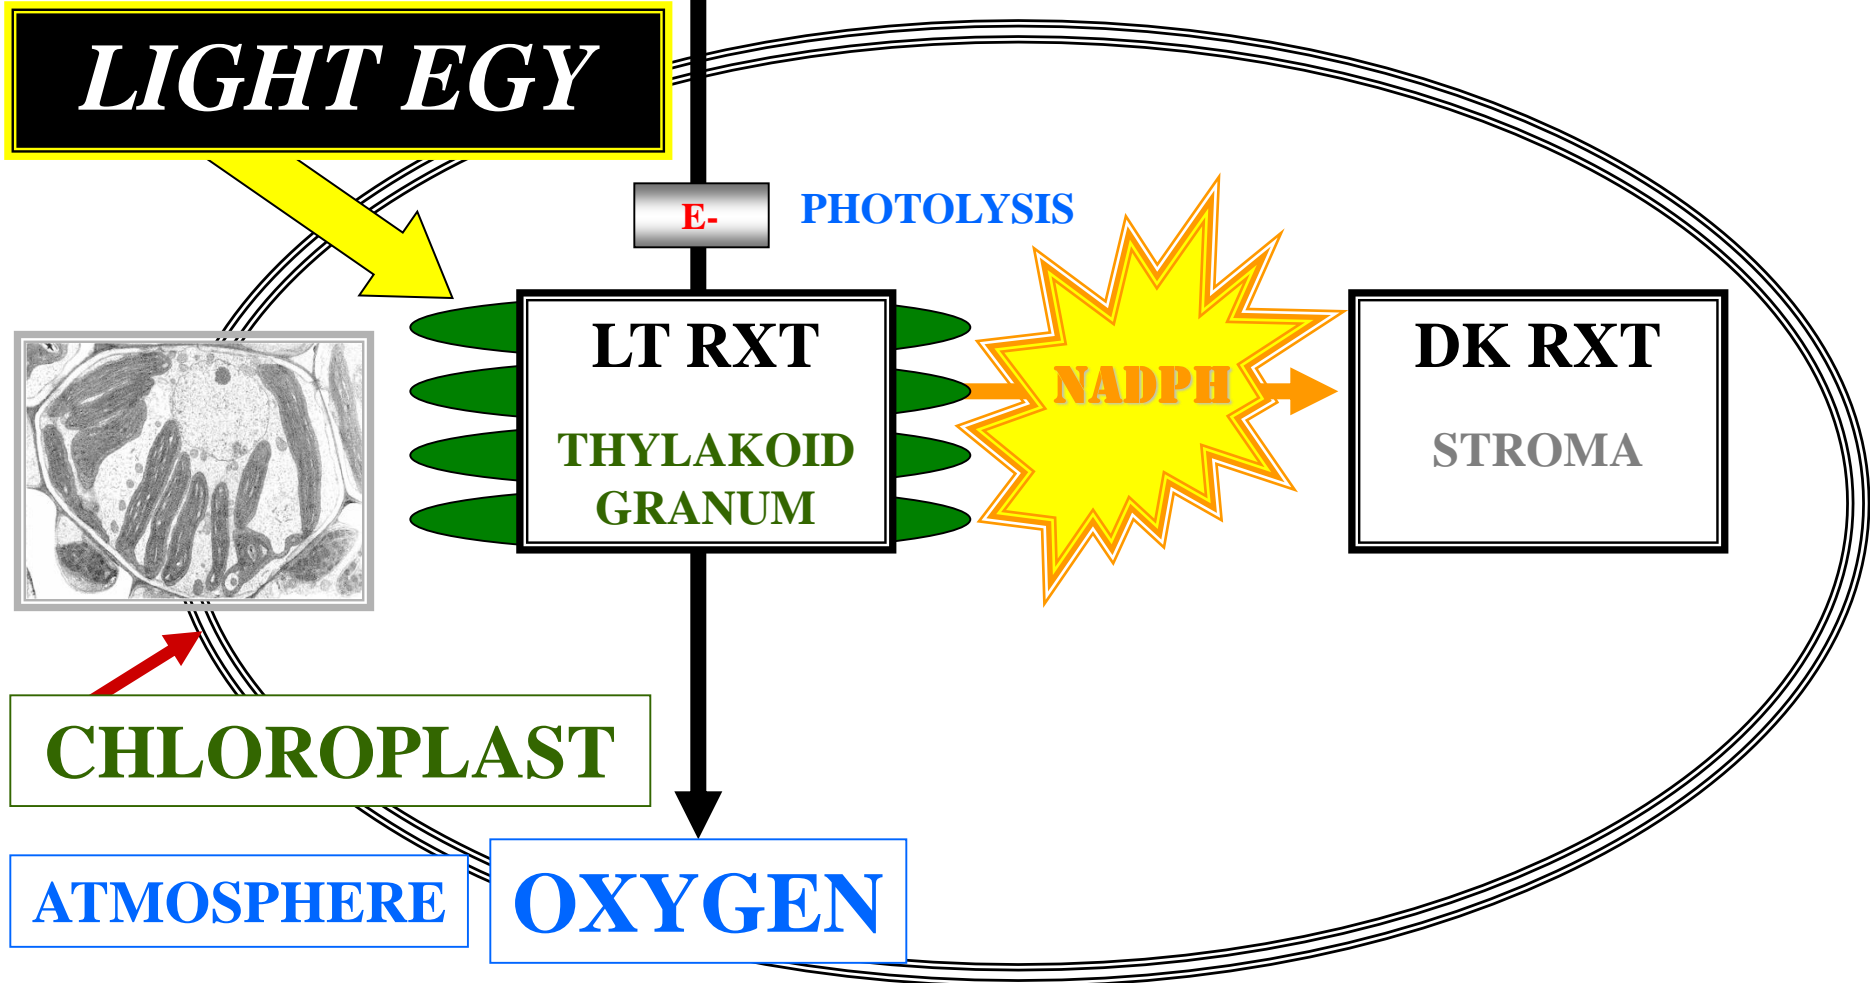 LIGHT EGY
E-
PHOTOLYSIS
LT RXT
THYLAKOID
GRANUM
NADPH
DK RXT
STROMA
CHLOROPLAST
ATMOSPHERE
OXYGEN